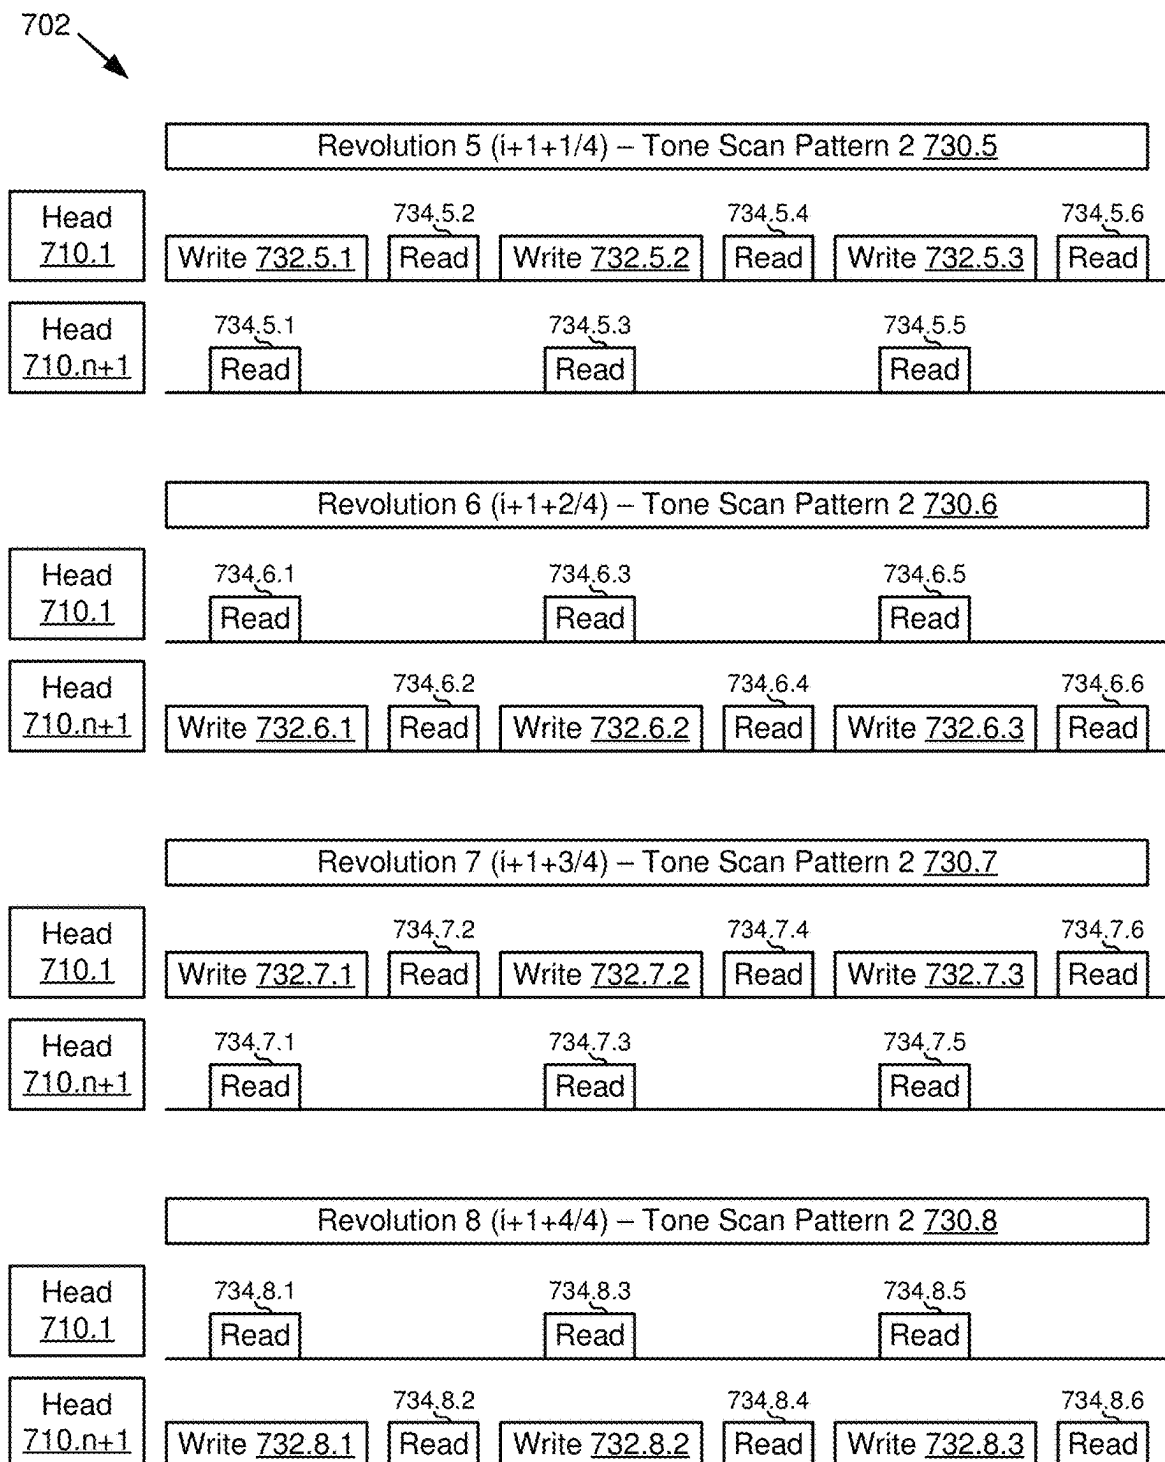 702
Revolution 5 (i+1+1/4) – Tone Scan Pattern 2 730.5
Head
710.1
734.5.2 734.5.4 734.5.6
Write 732.5.1 Read Write 732.5.2 Read Write 732.5.3 Read
Head
710.n+1
734.5.1 734.5.3 734.5.5
Read Read Read
Revolution 6 (i+1+2/4) – Tone Scan Pattern 2 730.6
Head
710.1
734.6.1 734.6.3 734.6.5
Read Read Read
Head
710.n+1
734.6.2 734.6.4 734.6.6
Write 732.6.1 Read Write 732.6.2 Read Write 732.6.3 Read
Revolution 7 (i+1+3/4) – Tone Scan Pattern 2 730.7
Head
710.1
734.7.2 734.7.4 734.7.6
Write 732.7.1 Read Write 732.7.2 Read Write 732.7.3 Read
Head
710.n+1
734.7.1 734.7.3 734.7.5
Read Read Read
Revolution 8 (i+1+4/4) – Tone Scan Pattern 2 730.8
Head
710.1
734.8.1 734.8.3 734.8.5
Read Read Read
Head
710.n+1
734.8.2 734.8.4 734.8.6
Write 732.8.1 Read Write 732.8.2 Read Write 732.8.3 Read